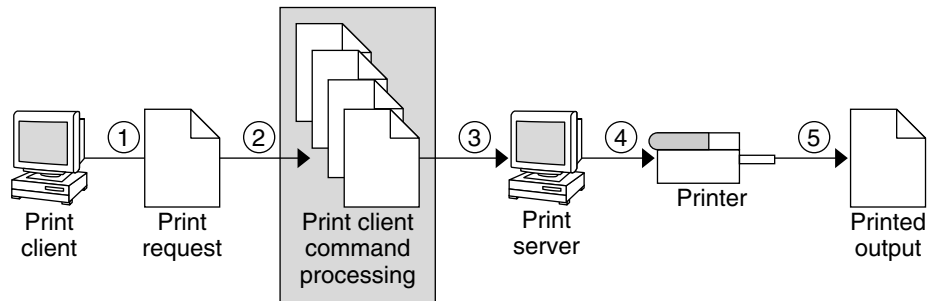 1
2
3
4
5
Print
client
Print
request
Print client
command
processing
Print
server
Printer
Printed
output